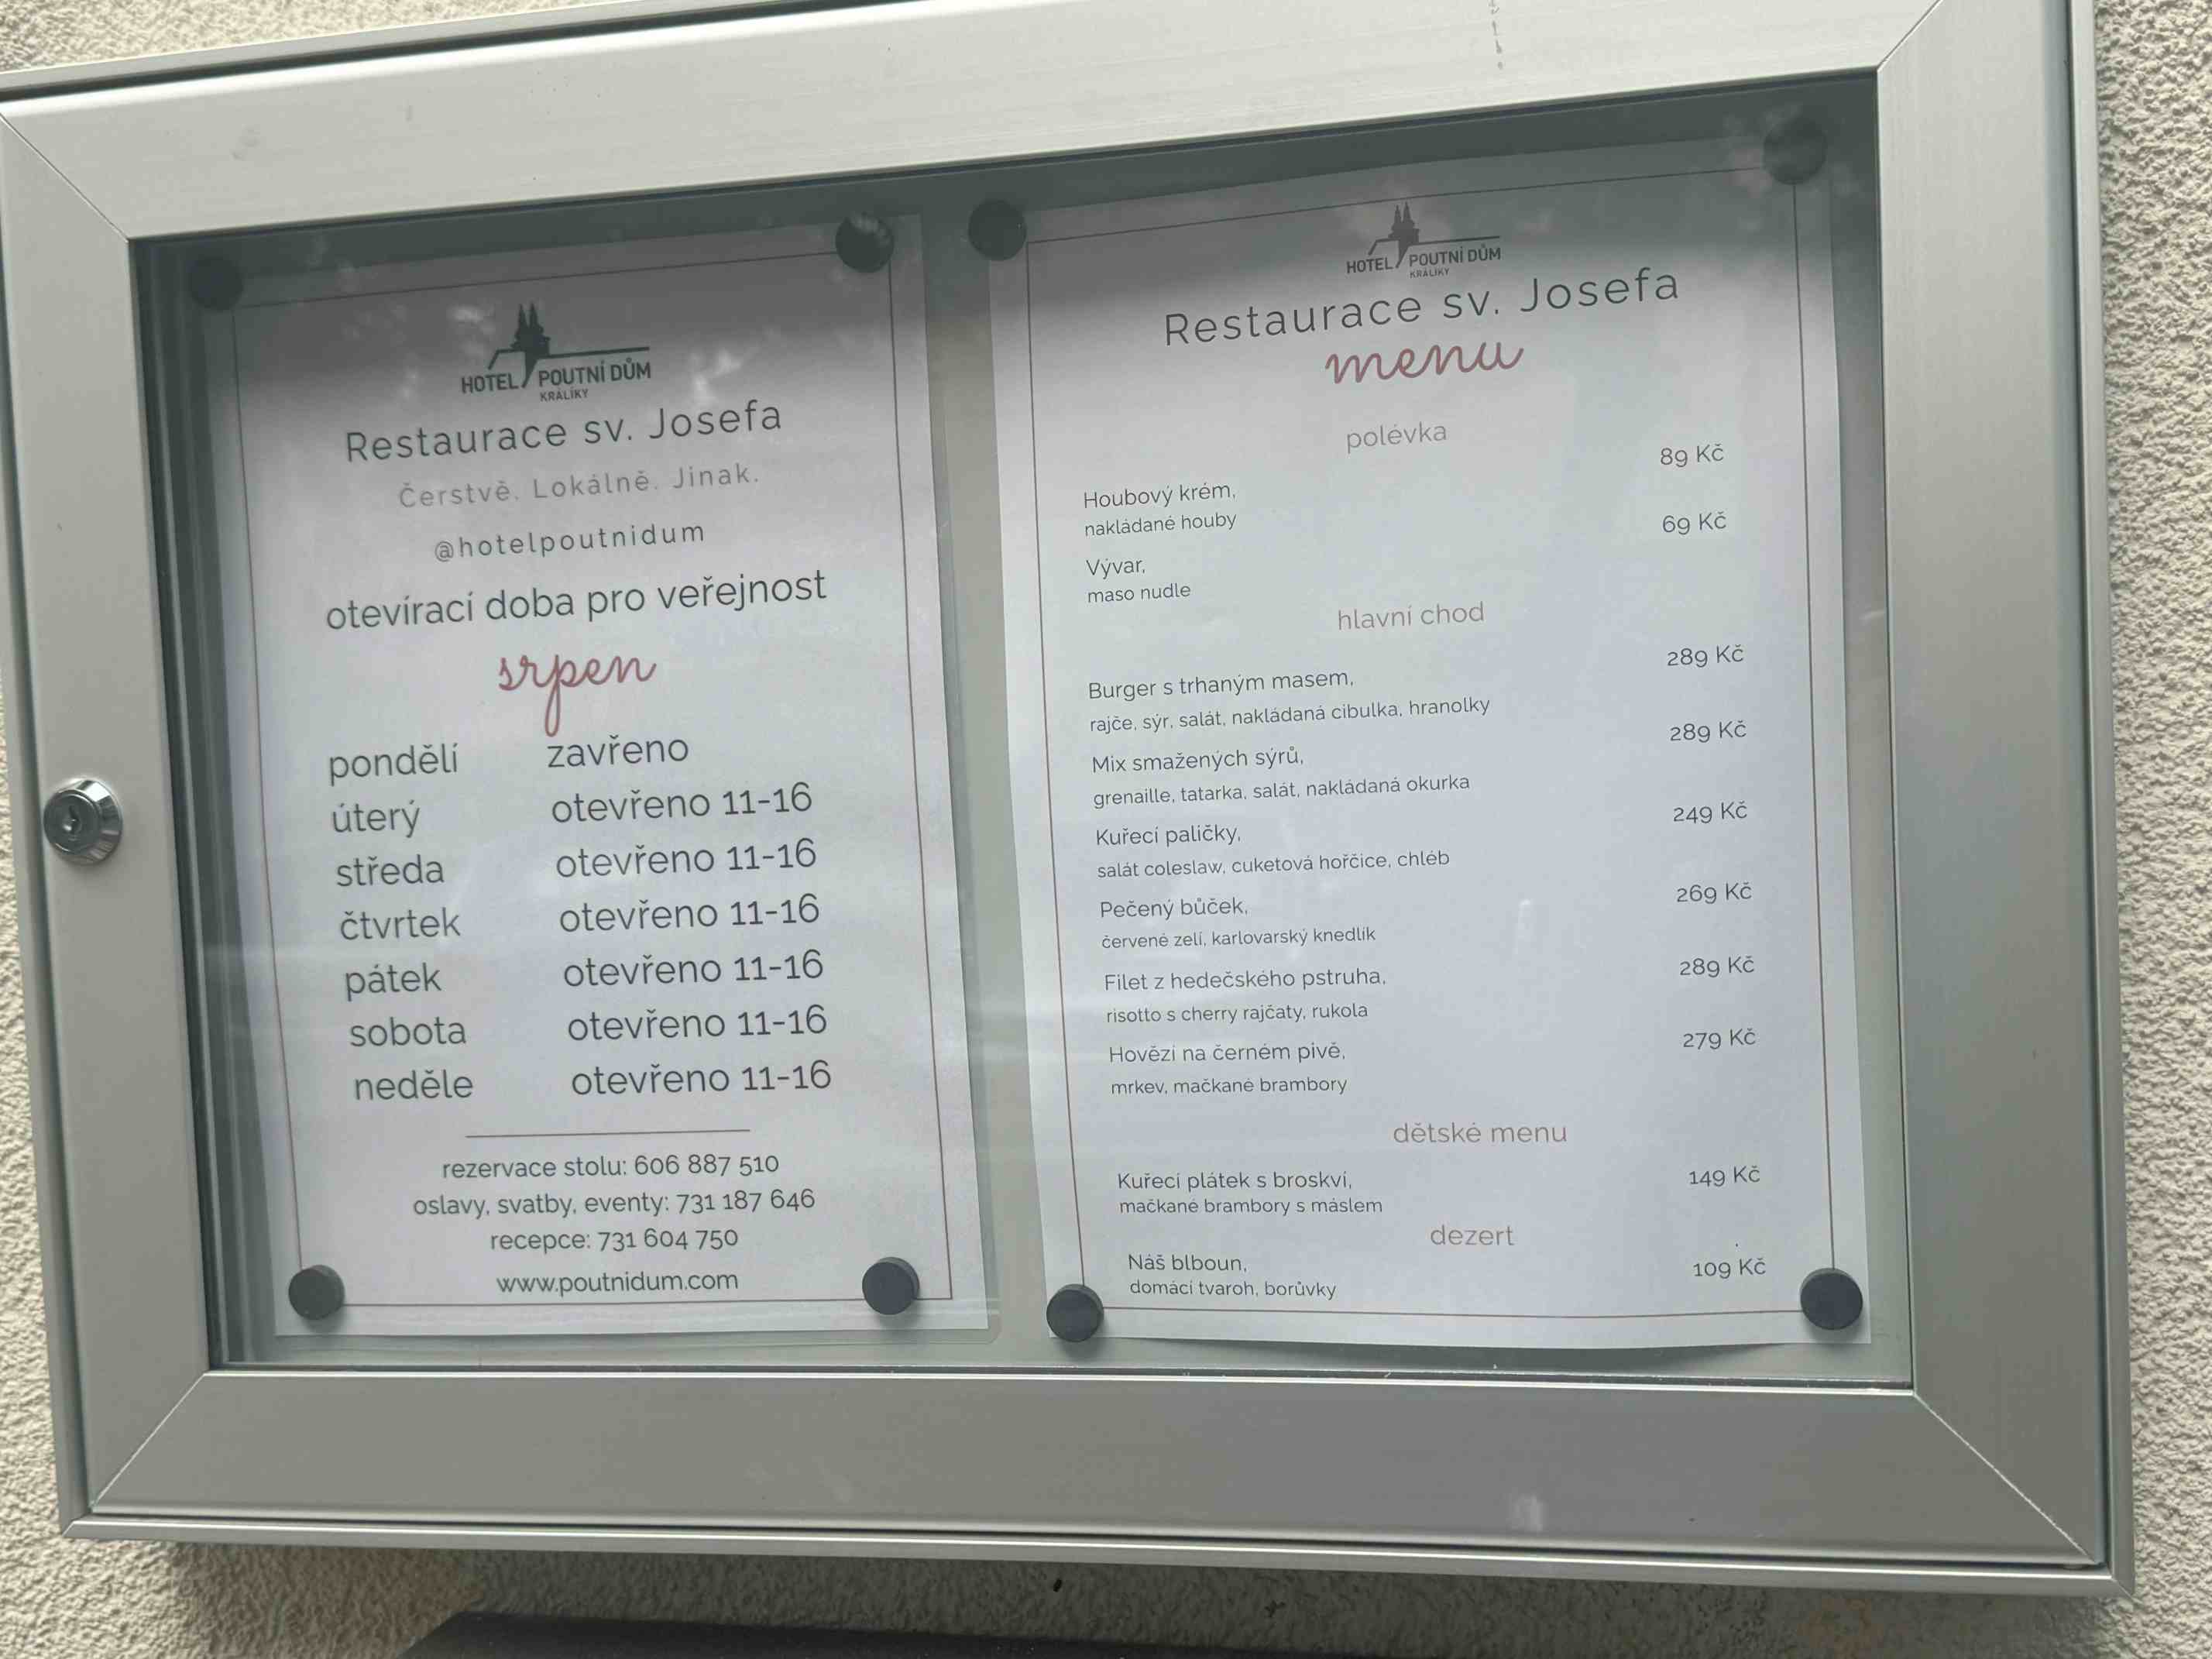 HOTEL POUTNÍ DŮM
KRÁLÍKY
Restaurace sv. Josefa
Čerstvě. Lokálně. Jinak.
@hotelpoutnidum
otevírací doba pro veřejnost
srpen
pondělí zavřeno
úterý otevřeno 11-16
středa otevřeno 11-16
čtvrtek otevřeno 11-16
pátek otevřeno 11-16
sobota otevřeno 11-16
neděle otevřeno 11-16
rezervace stolu: 606 887 510
oslavy, svatby, eventy: 731 187 646
recepce: 731 604 750
www.poutnidum.com
HOTEL POUTNÍ DŮM
KRÁLÍKY
Restaurace sv. Josefa
menu
polévka
Houbový krém, 89 Kč
nakládané houby
Vývar, 69 Kč
maso nudle
hlavní chod
Burger s trhaným masem, 289 Kč
rajče, sýr, salát, nakládaná cibulka, hranolky
Mix smažených sýrů, 289 Kč
grenaille, tatarka, salát, nakládaná okurka
Kuřecí paličky, 249 Kč
salát coleslaw, cuketová hořčice, chléb
Pečený bůček, 269 Kč
červené zelí, karlovarský knedlík
Filet z hedečského pstruha, 289 Kč
risotto s cherry rajčaty, rukola
Hovězí na černém pivě, 279 Kč
mrkev, mačkané brambory
dětské menu
Kuřecí plátek s broskví, 149 Kč
mačkané brambory s máslem
dezert
Náš blboun, 109 Kč
domácí tvaroh, borůvky